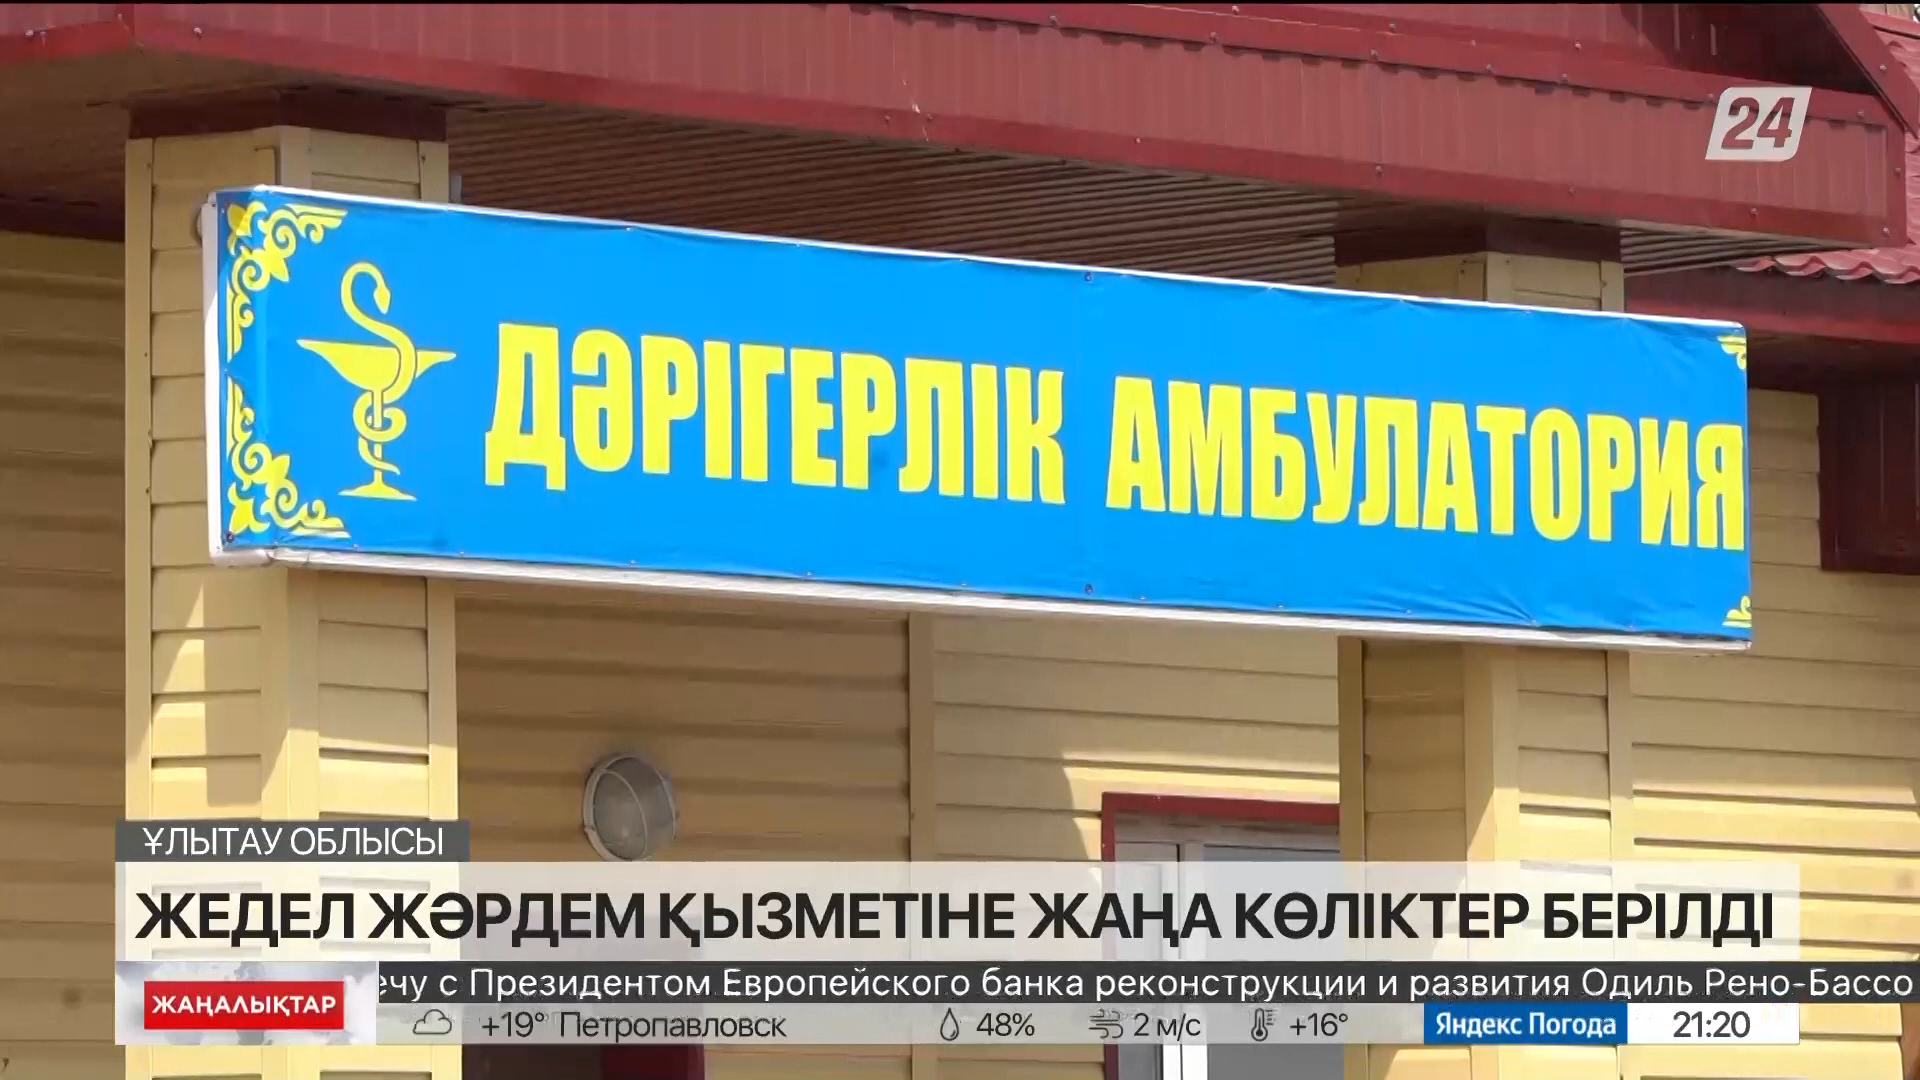 24
ДӘРІГЕРЛІК АМБУЛАТОРИЯ
ҰЛЫТАУ ОБЛЫСЫ
ЖЕДЕЛ ЖӘРДЕМ ҚЫЗМЕТІНЕ ЖАҢА КӨЛІКТЕР БЕРІЛДІ
ечу с Президентом Европейского банка реконструкции и развития Одиль Рено-Бассо
ЖАҢАЛЫҚТАР
+19° Петропавловск 48% 2 м/с +16° Яндекс Погода 21:20